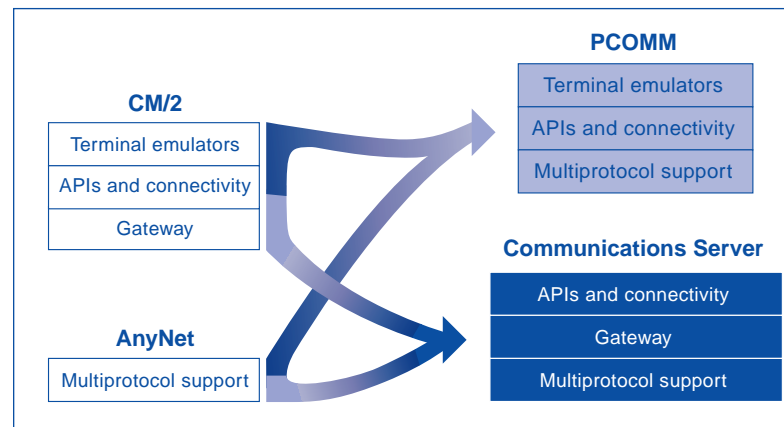 CM/2
Terminal emulators
APIs and connectivity
Gateway
AnyNet
Multiprotocol support
PCOMM
Terminal emulators
APIs and connectivity
Multiprotocol support
Communications Server
APIs and connectivity
Gateway
Multiprotocol support